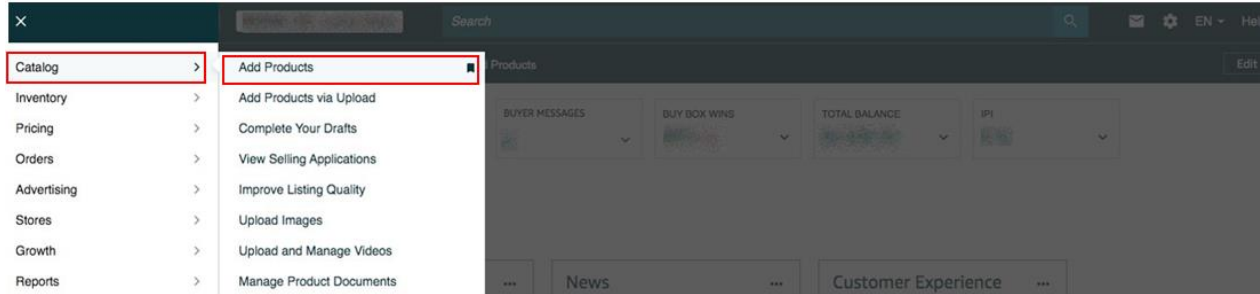 Search
EN
Hel
Catalog
Add Products
Products
Edit
Inventory
Add Products via Upload
BUYER MESSAGES
BUY BOX WINS
TOTAL BALANCE
IPI
Pricing
Complete Your Drafts
Orders
View Selling Applications
Advertising
Improve Listing Quality
Stores
Upload Images
Growth
Upload and Manage Videos
Reports
Manage Product Documents
News
Customer Experience